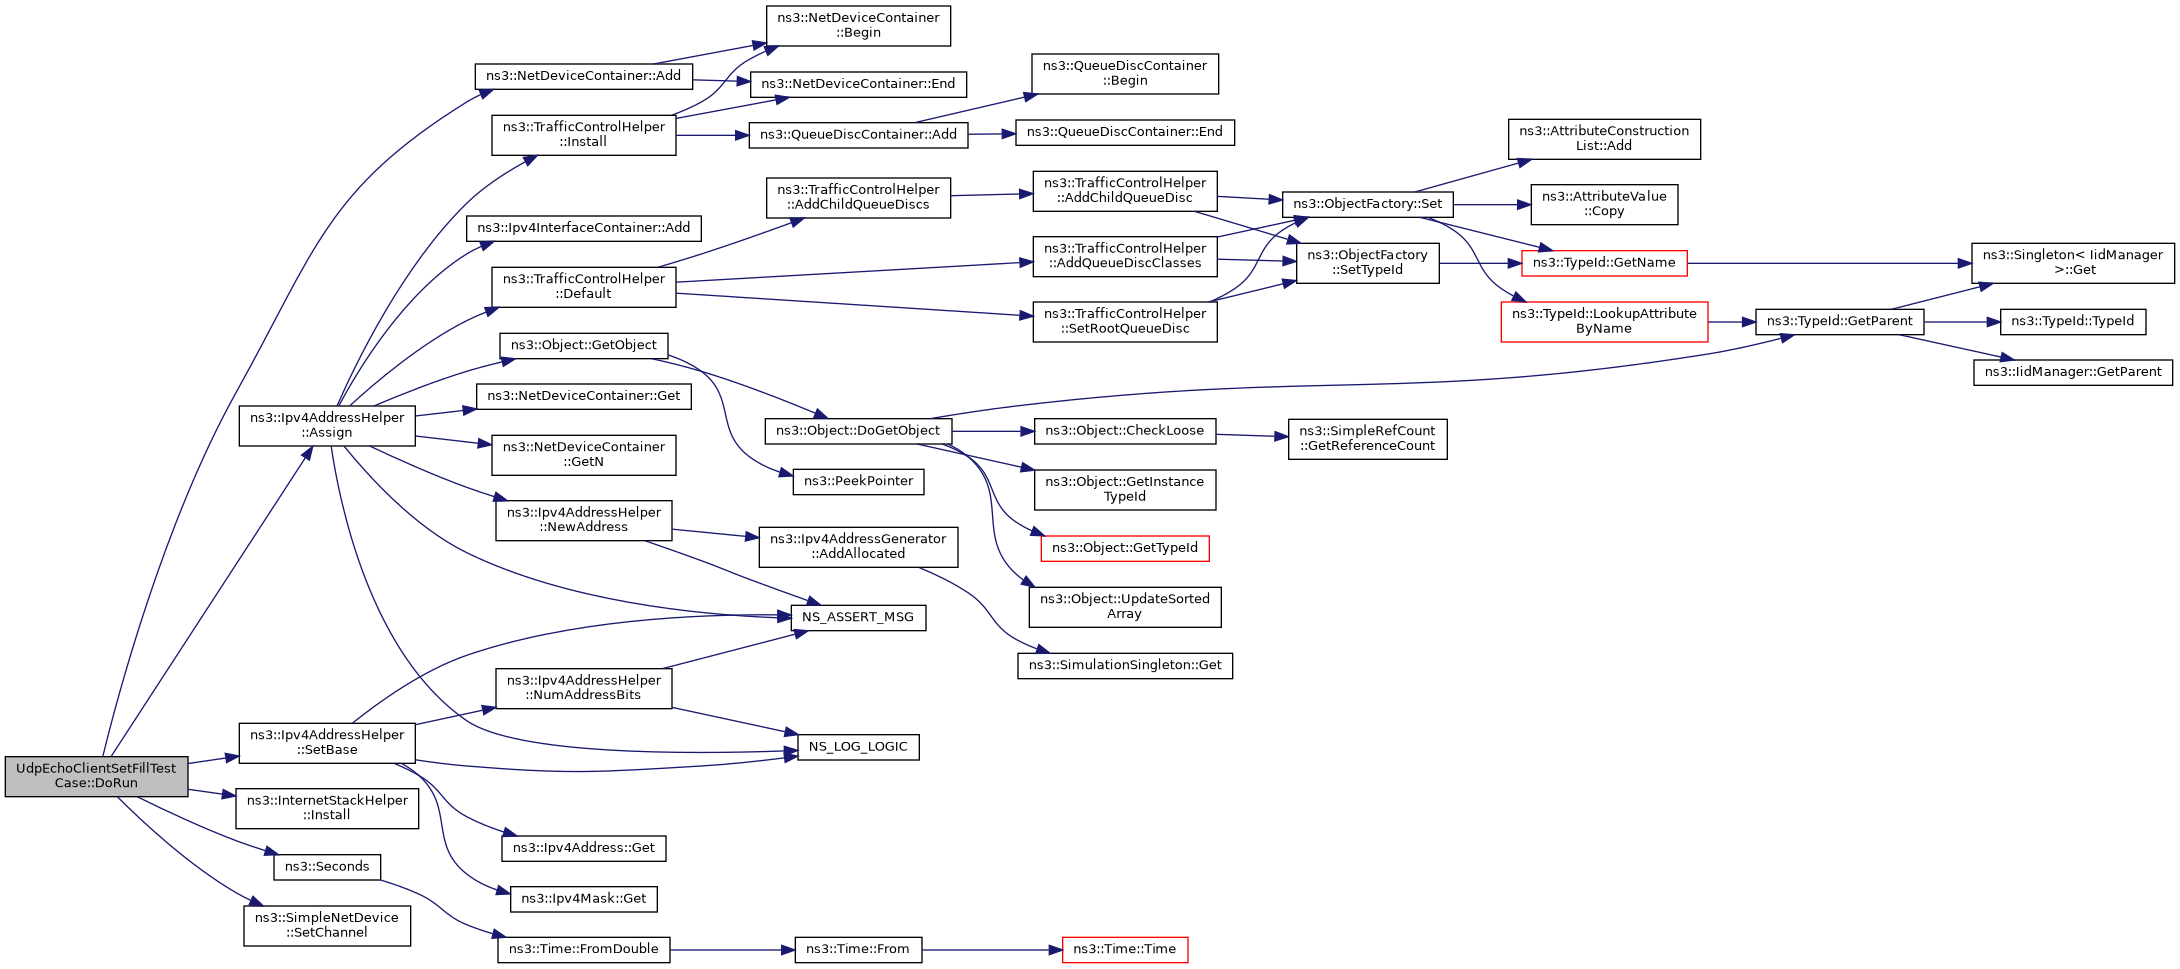 UdpEchoClientSetFillTest
Case::DoRun
ns3::NetDeviceContainer::Add
ns3::NetDeviceContainer
::Begin
ns3::NetDeviceContainer::End
ns3::Ipv4AddressHelper
::Assign
ns3::TrafficControlHelper
::Install
ns3::QueueDiscContainer::Add
ns3::QueueDiscContainer
::Begin
ns3::QueueDiscContainer::End
ns3::Ipv4InterfaceContainer::Add
ns3::TrafficControlHelper
::Default
ns3::TrafficControlHelper
::AddChildQueueDiscs
ns3::TrafficControlHelper
::AddChildQueueDisc
ns3::TrafficControlHelper
::AddQueueDiscClasses
ns3::TrafficControlHelper
::SetRootQueueDisc
ns3::ObjectFactory::Set
ns3::ObjectFactory
::SetTypeId
ns3::AttributeConstruction
List::Add
ns3::AttributeValue
::Copy
ns3::TypeId::GetName
ns3::TypeId::LookupAttribute
ByName
ns3::TypeId::GetParent
ns3::Singleton< IidManager
>::Get
ns3::TypeId::TypeId
ns3::IidManager::GetParent
ns3::Object::GetObject
ns3::Object::DoGetObject
ns3::PeekPointer
ns3::Object::CheckLoose
ns3::SimpleRefCount
::GetReferenceCount
ns3::Object::GetInstance
TypeId
ns3::Object::GetTypeId
ns3::Object::UpdateSorted
Array
ns3::NetDeviceContainer::Get
ns3::NetDeviceContainer
::GetN
ns3::Ipv4AddressHelper
::NewAddress
ns3::Ipv4AddressGenerator
::AddAllocated
ns3::SimulationSingleton::Get
NS_ASSERT_MSG
NS_LOG_LOGIC
ns3::Ipv4AddressHelper
::SetBase
ns3::Ipv4AddressHelper
::NumAddressBits
ns3::Ipv4Address::Get
ns3::Ipv4Mask::Get
ns3::InternetStackHelper
::Install
ns3::Seconds
ns3::Time::FromDouble
ns3::Time::From
ns3::Time::Time
ns3::SimpleNetDevice
::SetChannel